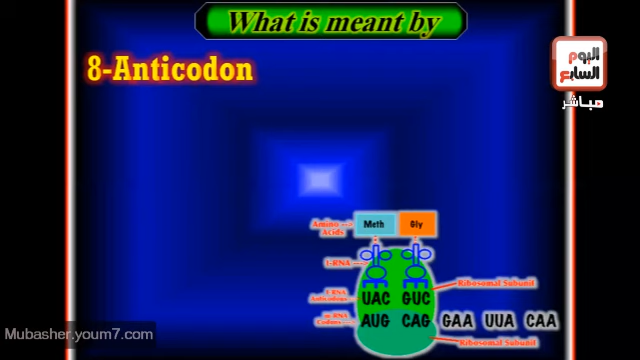 What is meant by
اليوم السابع
مباشر
8-Anticodon
Amino --> Meth Gly
Acids
t-RNA -->
Ribosomal Subunit
t-RNA
Anticodons UAC GUC
m-RNA
Codons AUG CAG GAA UUA CAA
Ribosomal Subunit
Mubasher.youm7.com